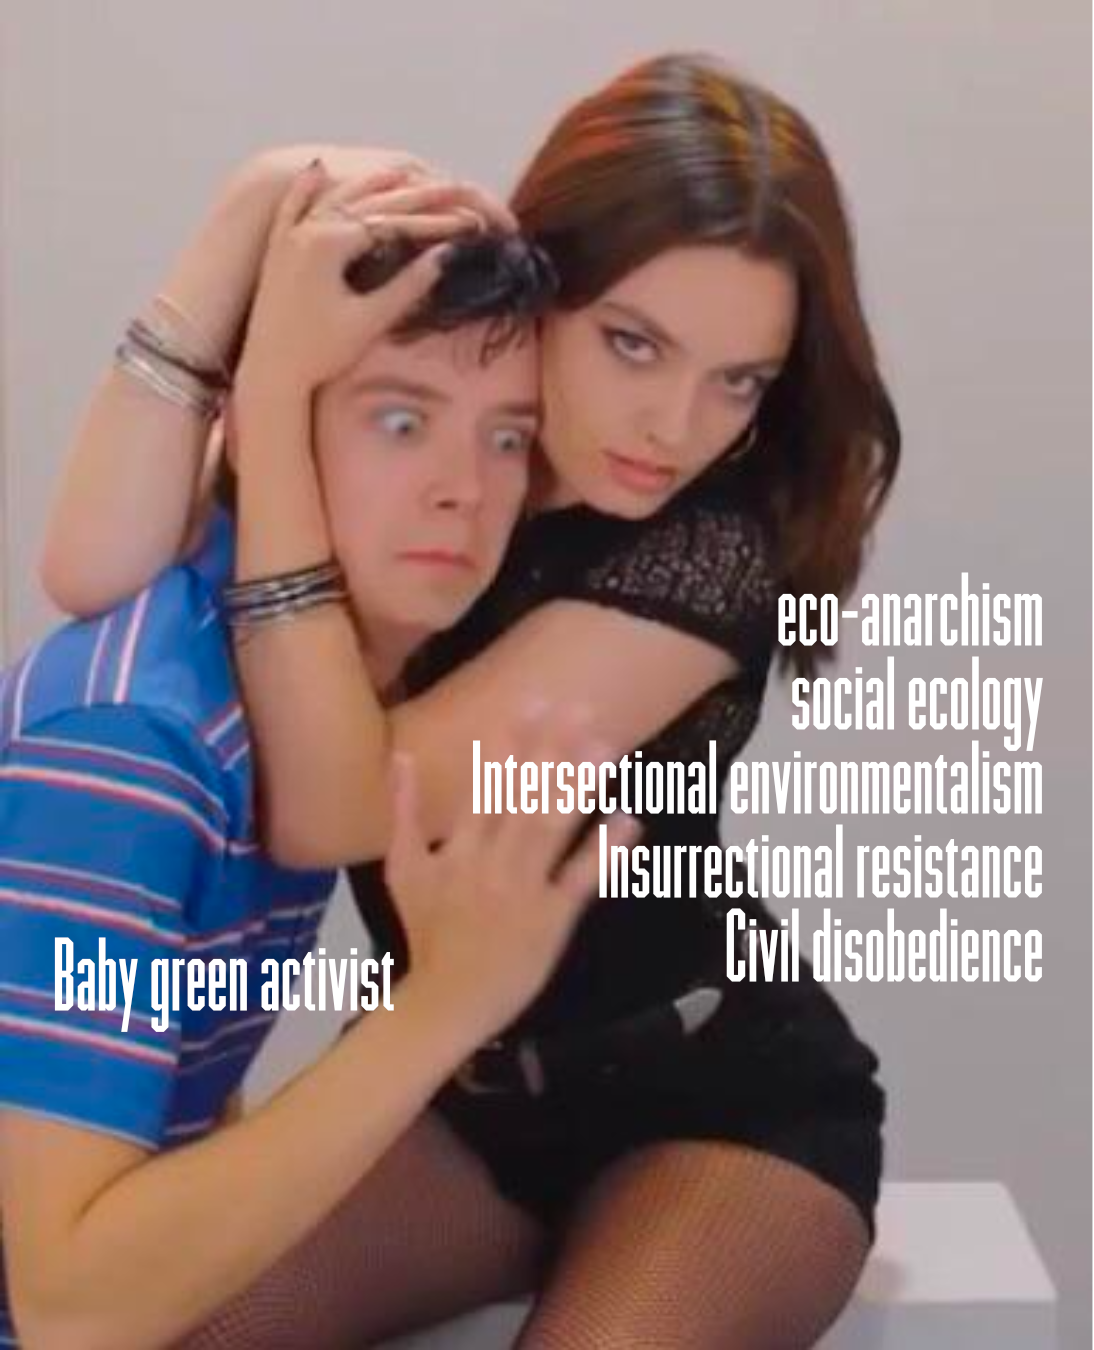 eco-anarchism
social ecology
Intersectional environmentalism
Insurrectional resistance
Civil disobedience
Baby green activist